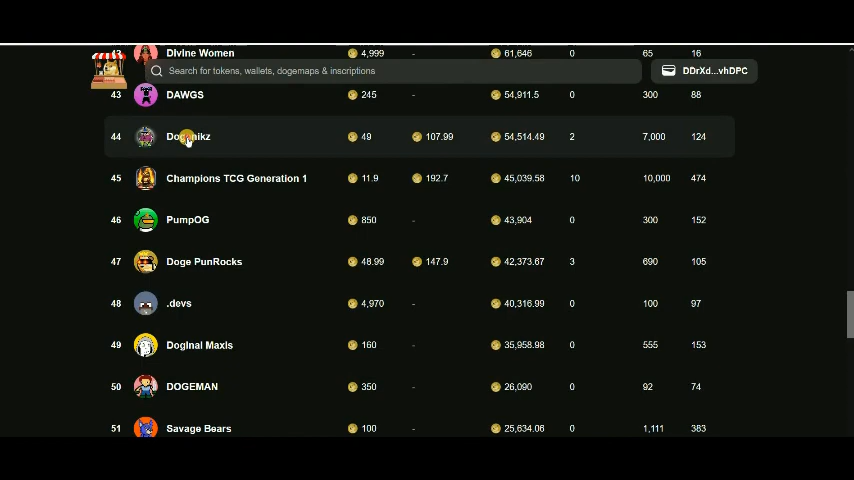 43 Divine Women 4,999 - 61,646 0 65 16
Search for tokens, wallets, dogemaps & inscriptions
DDrXd...vhDPC
43 DAWGS 245 - 54,911.5 0 300 88
44 49 107.99 54,514.49 2 7,000 124
45 Champions TCG Generation 1 11.9 192.7 45,039.58 10 10,000 474
46 PumpOG 850 - 43,904 0 300 152
47 Doge PunRocks 48.99 147.9 42,373.67 3 690 105
48 .devs 4,970 - 40,316.99 0 100 97
49 Doginal Maxis 160 - 35,958.98 0 555 153
50 DOGEMAN 350 - 26,090 0 92 74
51 Savage Bears 100 - 25,634.06 0 1,111 383